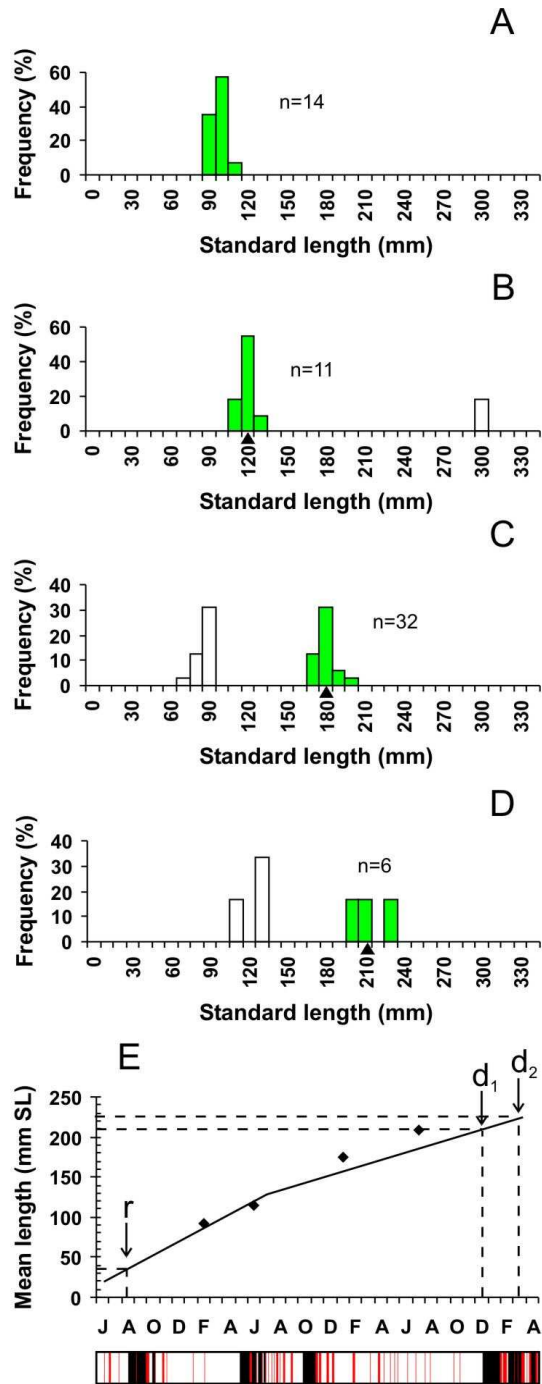 A
Frequency (%)
60
40
20
0
n=14
0 30 60 90 120 150 180 210 240 270 300 330
Standard length (mm)
B
Frequency (%)
60
40
20
0
n=11
0 30 60 90 120 150 180 210 240 270 300 330
Standard length (mm)
C
Frequency (%)
40
30
20
10
0
n=32
0 30 60 90 120 150 180 210 240 270 300 330
Standard length (mm)
D
Frequency (%)
40
30
20
10
0
n=6
0 30 60 90 120 150 180 210 240 270 300 330
Standard length (mm)
E
d1 d2
Mean length (mm SL)
250
200
150
100
50
0
r
J A O D F A J A O D F A J A O D F A